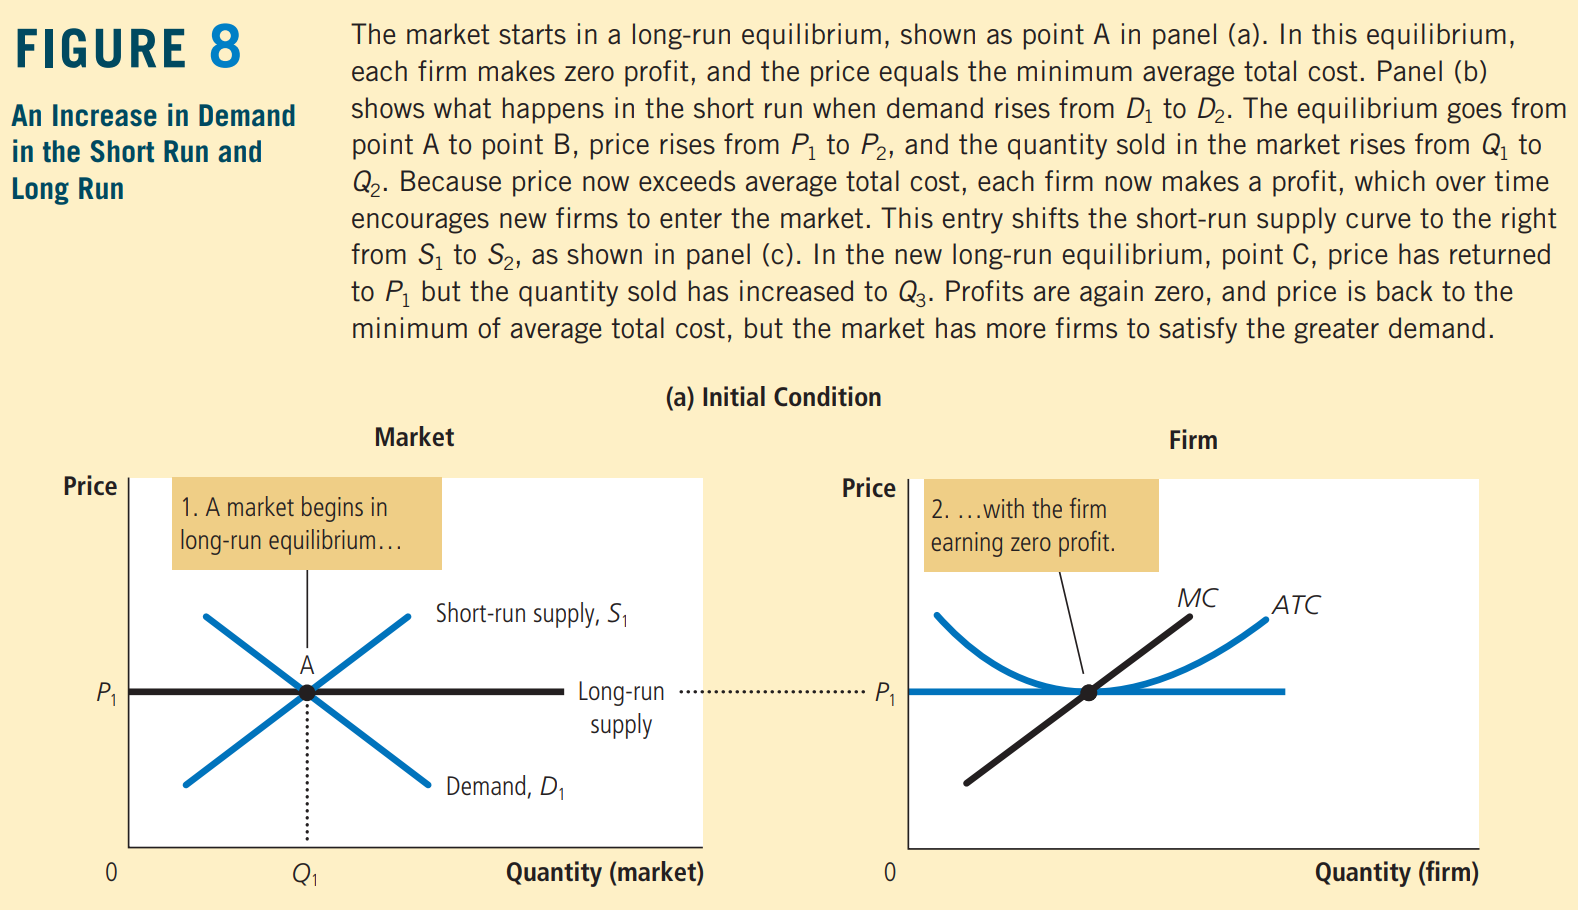 FIGURE 8
An Increase in Demand
in the Short Run and
Long Run
The market starts in a long-run equilibrium, shown as point A in panel (a). In this equilibrium,
each firm makes zero profit, and the price equals the minimum average total cost. Panel (b)
shows what happens in the short run when demand rises from D₁ to D₂. The equilibrium goes from
point A to point B, price rises from P₁ to P₂, and the quantity sold in the market rises from Q₁ to
Q₂. Because price now exceeds average total cost, each firm now makes a profit, which over time
encourages new firms to enter the market. This entry shifts the short-run supply curve to the right
from S₁ to S₂, as shown in panel (c). In the new long-run equilibrium, point C, price has returned
to P₁ but the quantity sold has increased to Q₃. Profits are again zero, and price is back to the
minimum of average total cost, but the market has more firms to satisfy the greater demand.
(a) Initial Condition
Market
Price
1. A market begins in
long-run equilibrium…
Short-run supply, S₁
A
P₁
Long-run
supply
Demand, D₁
0
Q₁
Quantity (market)
Firm
Price
2. …with the firm
earning zero profit.
MC
ATC
P₁
0
Quantity (firm)